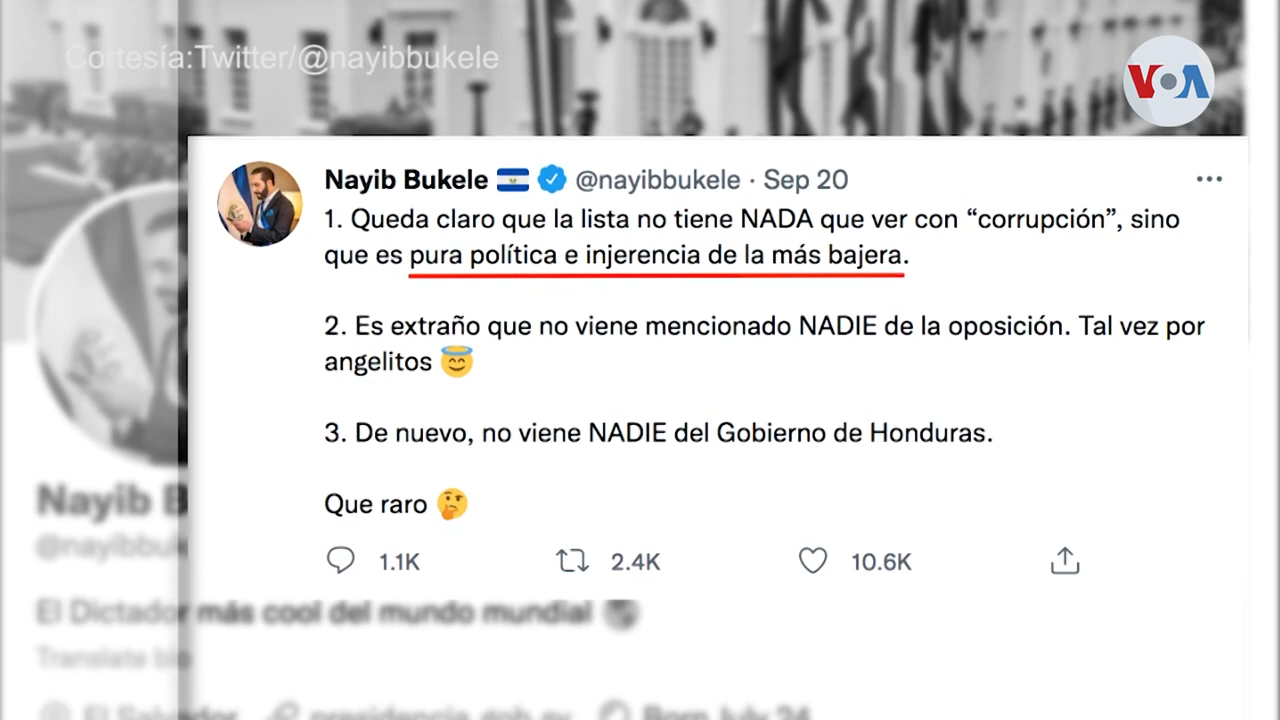 Cortesía:Twitter/@nayibbukele
VOA
Nayib Bukele 🇸🇻 @nayibbukele · Sep 20
1. Queda claro que la lista no tiene NADA que ver con “corrupción”, sino
que es pura política e injerencia de la más bajera.
2. Es extraño que no viene mencionado NADIE de la oposición. Tal vez por
angelitos 😇
3. De nuevo, no viene NADIE del Gobierno de Honduras.
Que raro 🤔
1.1K 2.4K 10.6K
Nayib B
@nayibbuk
El Dictador más cool del mundo mundial
Translate bio
El Salvador presidencia.gob.sv Born July 24